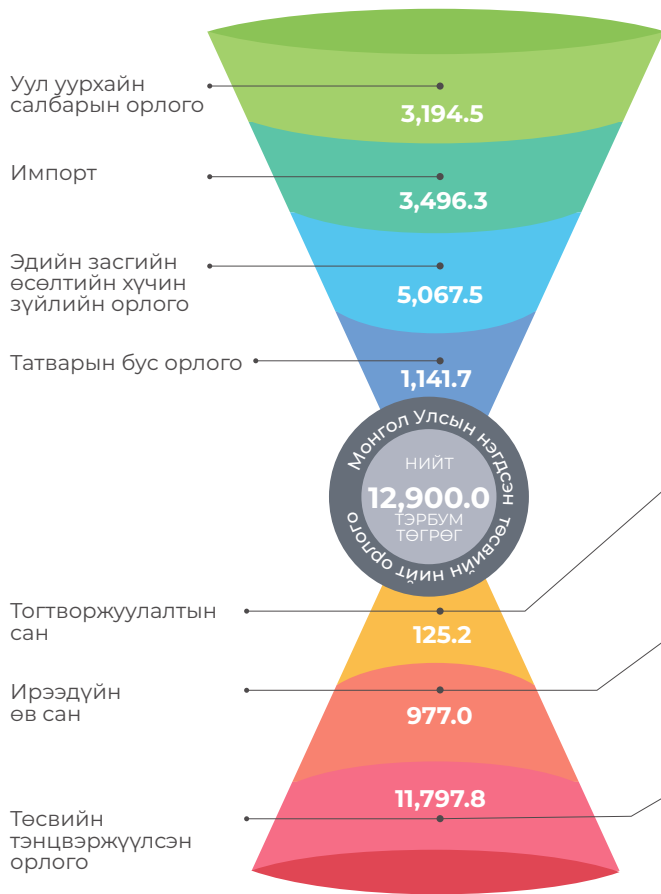 Уул уурхайн
салбарын орлого
3,194.5
Импорт
3,496.3
Эдийн засгийн
өсөлтийн хүчин
зүйлийн орлого
5,067.5
Татварын бус орлого
1,141.7
Монгол Улсын нэгдсэн төсвийн нийт орлого
НИЙТ
12,900.0
ТЭРБУМ
ТӨГРӨГ
Тогтворжуулалтын
сан
125.2
Ирээдүйн
өв сан
977.0
Төсвийн
тэнцвэржүүлсэн
орлого
11,797.8